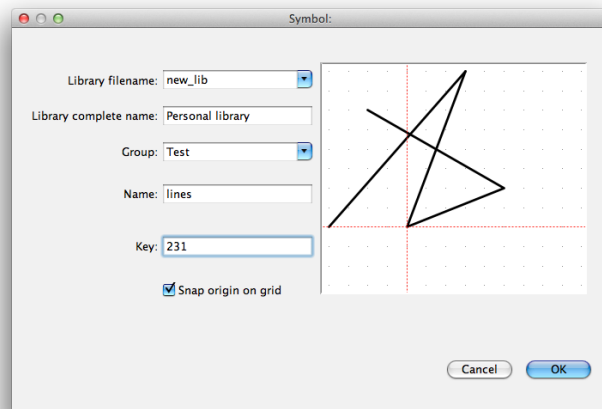 Symbol:
Library filename: new_lib
Library complete name: Personal library
Group: Test
Name: lines
Key: 231
Snap origin on grid
Cancel OK